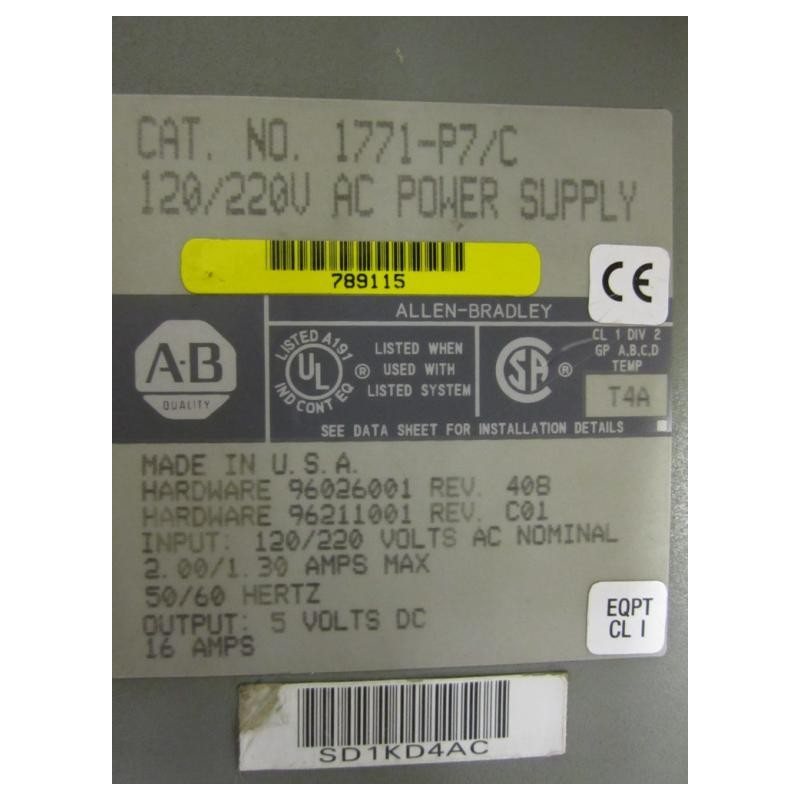 CAT. NO. 1771-P7/C
120/220V AC POWER SUPPLY
789115
CE
ALLEN-BRADLEY
A-B
QUALITY
LISTED A191
UL
IND CONT EQ
®
LISTED WHEN
USED WITH
LISTED SYSTEM
SA
®
CL 1 DIV 2
GP A,B,C,D
TEMP
T4A
SEE DATA SHEET FOR INSTALLATION DETAILS
MADE IN U.S.A.
HARDWARE 96026001 REV. 40B
HARDWARE 96211001 REV. C01
INPUT: 120/220 VOLTS AC NOMINAL
2.00/1.30 AMPS MAX
50/60 HERTZ
OUTPUT: 5 VOLTS DC
16 AMPS
EQPT
CL I
SD1KD4AC